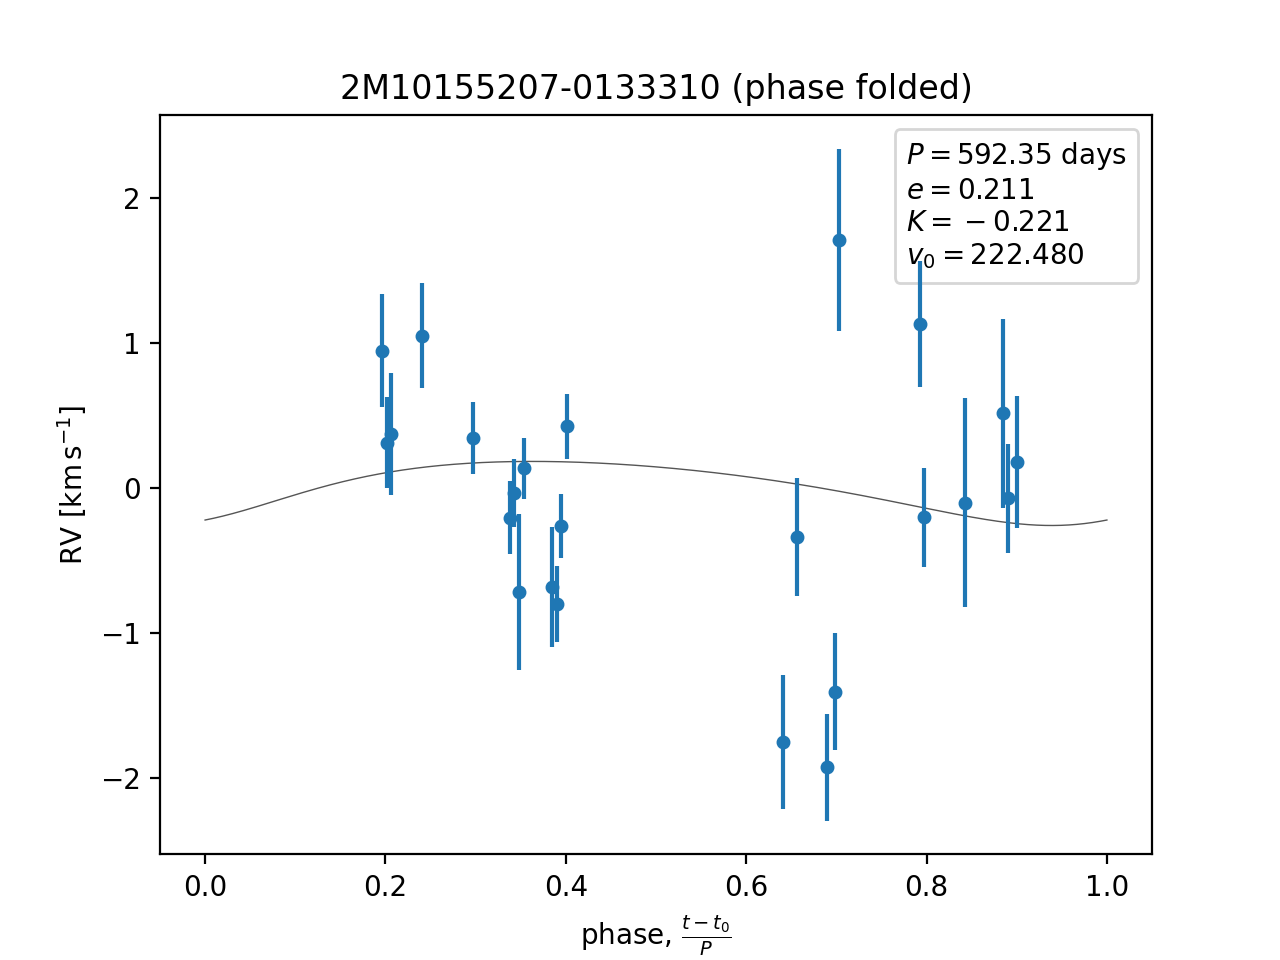 2M10155207-0133310 (phase folded)
P = 592.35 days
e = 0.211
K = −0.221
v₀ = 222.480
RV [km s⁻¹]
2
1
0
−1
−2
0.0 0.2 0.4 0.6 0.8 1.0
phase, (t − t₀)/P